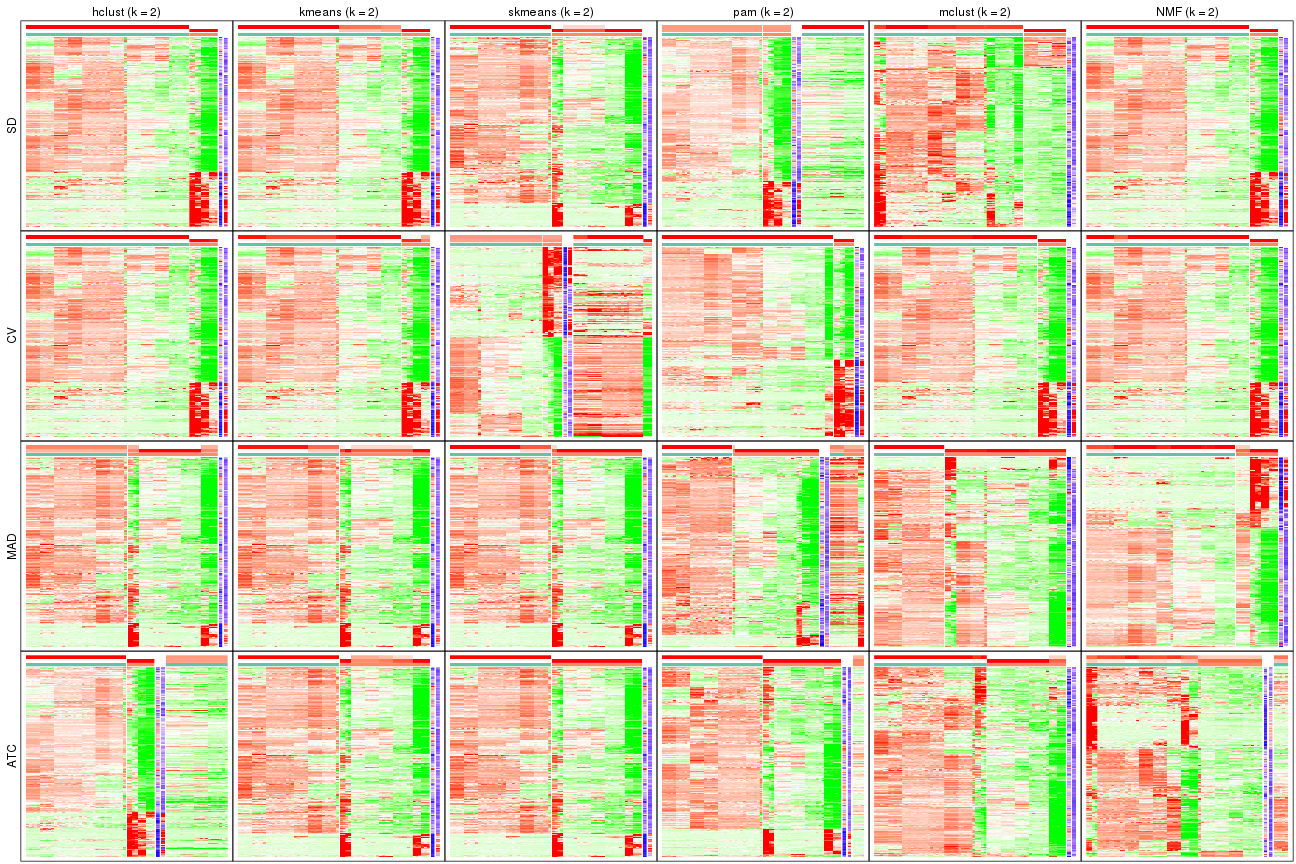 hclust (k = 2)
kmeans (k = 2)
skmeans (k = 2)
pam (k = 2)
mclust (k = 2)
NMF (k = 2)
SD
CV
MAD
ATC